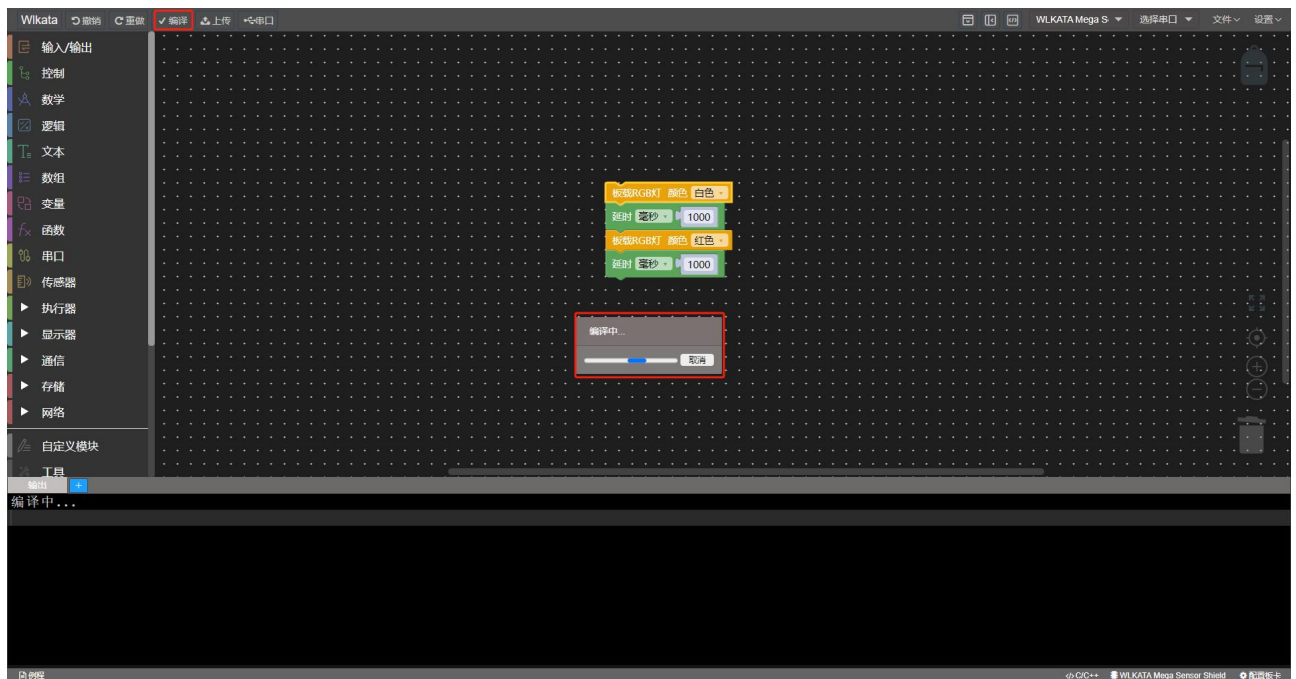 Wlkata 撤销 重做 编译 上传 串口 WLKATA Mega S 选择串口 文件 设置
输入/输出
控制
数学
逻辑
文本
数组
变量
函数
串口
传感器
执行器
显示器
通信
存储
网络
自定义模块
工具
板载RGB灯 颜色 白色
延时 毫秒 1000
板载RGB灯 颜色 红色
延时 毫秒 1000
编译中...
取消
输出 +
编译中...
例程 C/C++ WLKATA Mega Sensor Shield 配置板卡